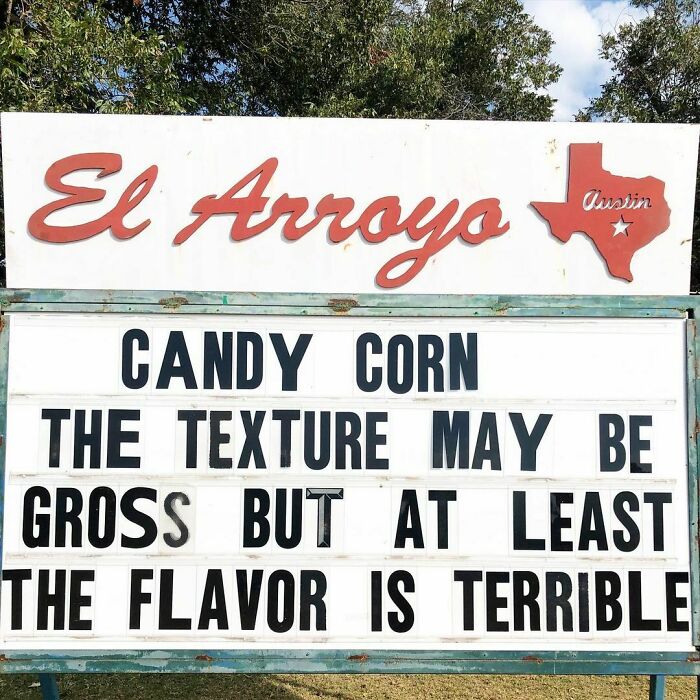 El Arroyo
Austin
CANDY CORN
THE TEXTURE MAY BE
GROSS BUT AT LEAST
THE FLAVOR IS TERRIBLE